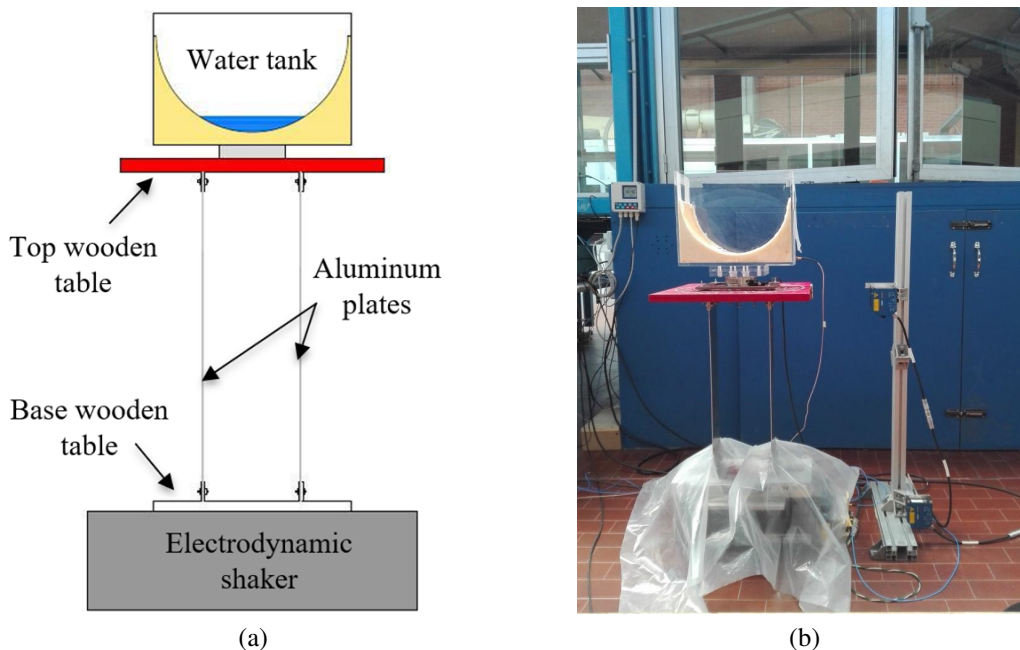 Water tank
Top wooden
table
Aluminum
plates
Base wooden
table
Electrodynamic
shaker
(a)
(b)